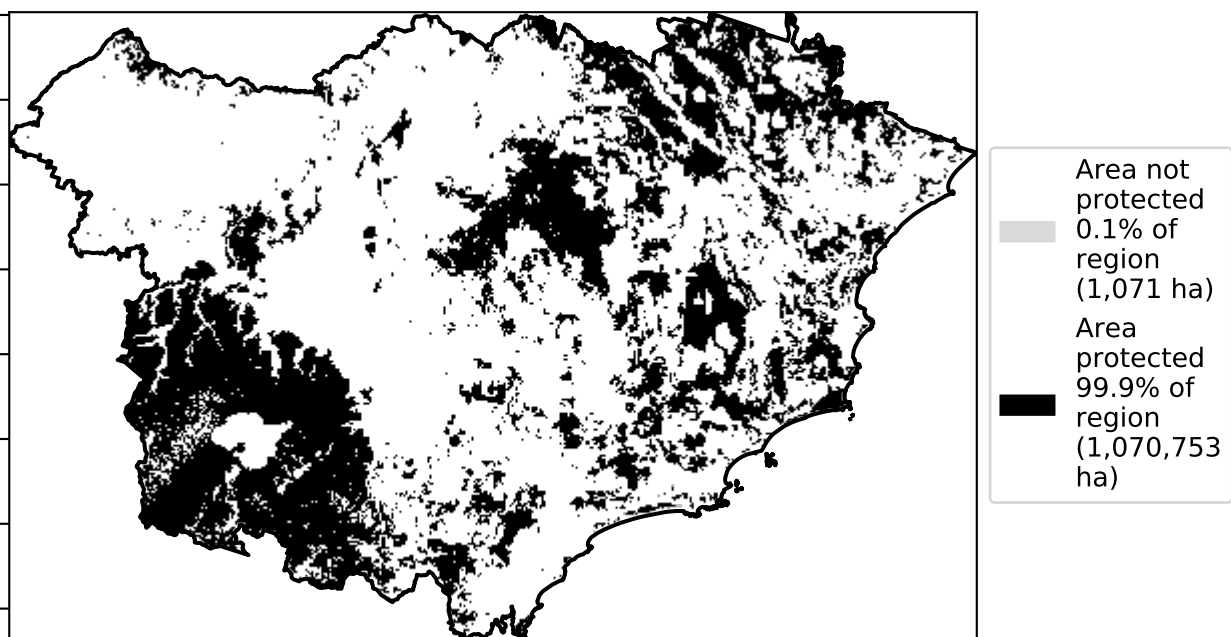 Area not
protected
0.1% of
region
(1,071 ha)
Area
protected
99.9% of
region
(1,070,753
ha)